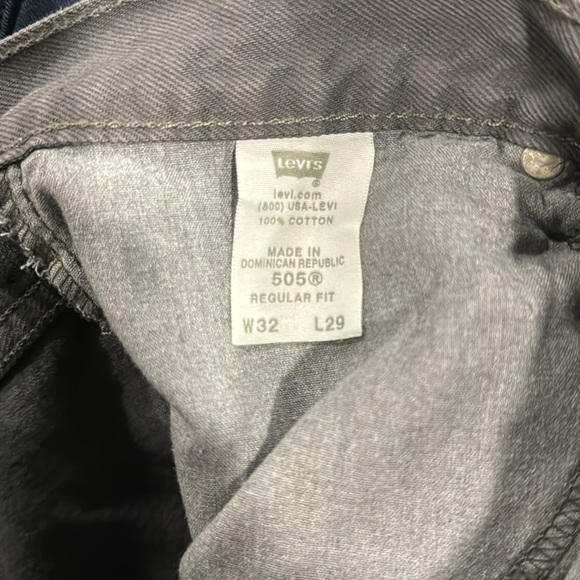 Levi's
®
levi.com
(800) USA-LEVI
100% COTTON
MADE IN
DOMINICAN REPUBLIC
505®
REGULAR FIT
W32 L29